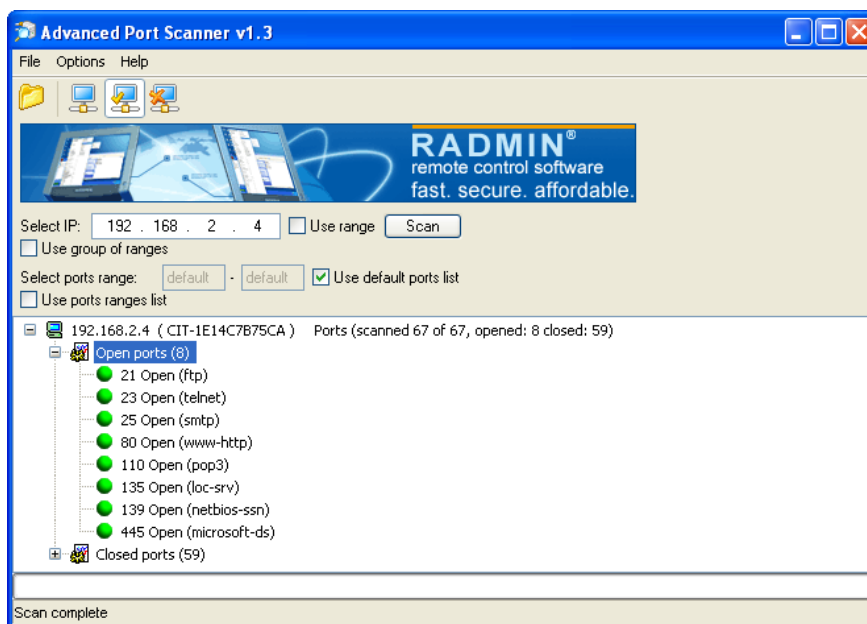 Advanced Port Scanner v1.3
File Options Help
RADMIN®
remote control software
fast. secure. affordable.
Select IP: 192 . 168 . 2 . 4 Use range Scan
Use group of ranges
Select ports range: default - default Use default ports list
Use ports ranges list
192.168.2.4 ( CIT-1E14C7B75CA ) Ports (scanned 67 of 67, opened: 8 closed: 59)
Open ports (8)
21 Open (ftp)
23 Open (telnet)
25 Open (smtp)
80 Open (www-http)
110 Open (pop3)
135 Open (loc-srv)
139 Open (netbios-ssn)
445 Open (microsoft-ds)
Closed ports (59)
Scan complete